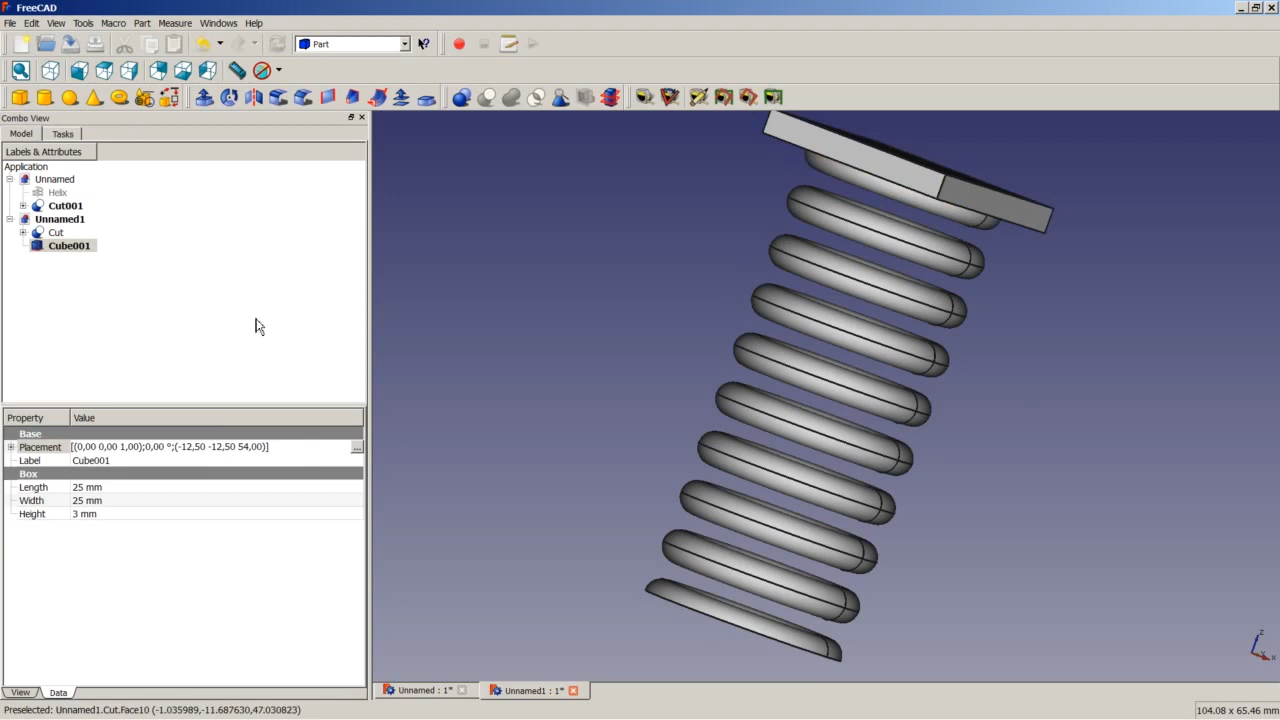 FreeCAD
File Edit View Tools Macro Part Measure Windows Help
Part
Combo View
Model Tasks
Labels & Attributes
Application
Unnamed
Helix
Cut001
Unnamed1
Cut
Cube001
Property Value
Base
Placement [(0,00 0,00 1,00);0,00 °;(-12,50 -12,50 54,00)] ...
Label Cube001
Box
Length 25 mm
Width 25 mm
Height 3 mm
z
Y x
View Data
Unnamed : 1* Unnamed1 : 1*
Preselected: Unnamed1.Cut.Face10 (-1.035989,-11.687630,47.030823) 104.08 x 65.46 mm